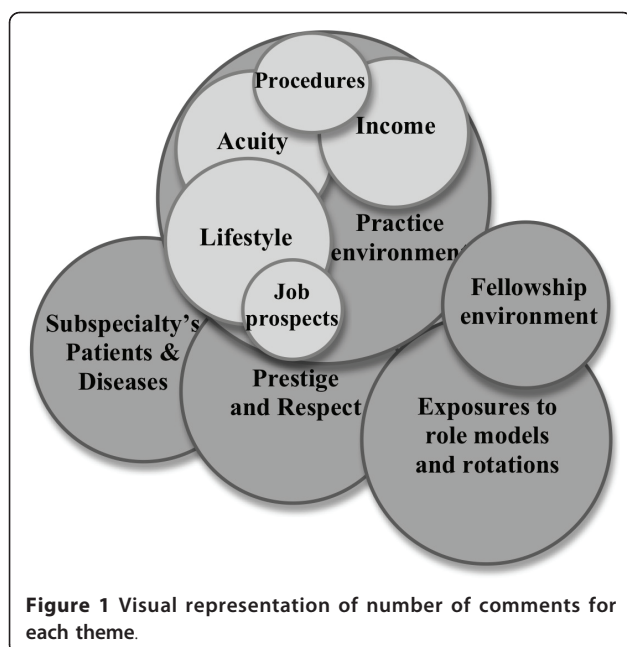 Procedures
Income
Acuity
Lifestyle
Practice
environment
Job
prospects
Fellowship
environment
Subspecialty's
Patients &
Diseases
Prestige
and Respect
Exposures to
role models
and rotations
Figure 1 Visual representation of number of comments for
each theme.